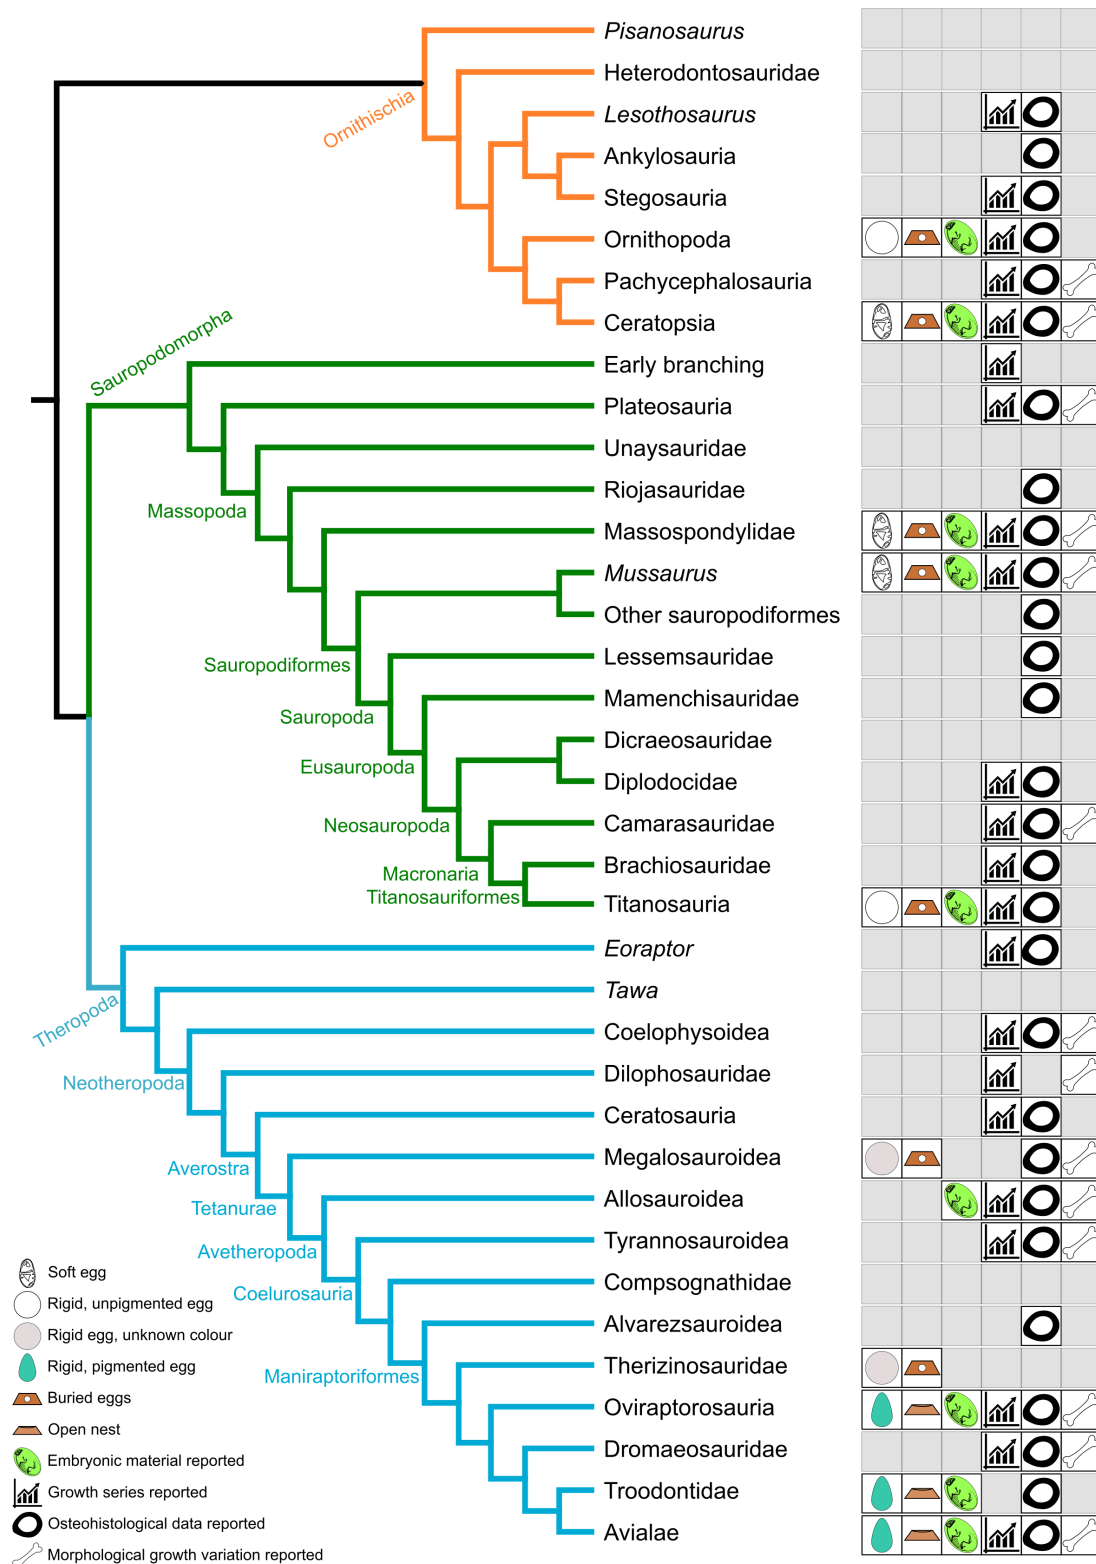 Pisanosaurus
Heterodontosauridae
Ornithischia
Lesothosaurus
Ankylosauria
Stegosauria
Ornithopoda
Pachycephalosauria
Ceratopsia
Sauropodomorpha
Early branching
Plateosauria
Unaysauridae
Riojasauridae
Massopoda
Massospondylidae
Mussaurus
Other sauropodiformes
Lessemsauridae
Sauropodiformes
Mamenchisauridae
Sauropoda
Dicraeosauridae
Eusauropoda
Diplodocidae
Neosauropoda
Camarasauridae
Brachiosauridae
Macronaria
Titanosauriformes
Titanosauria
Eoraptor
Tawa
Theropoda
Coelophysoidea
Neotheropoda
Dilophosauridae
Ceratosauria
Averostra
Megalosauroidea
Tetanurae
Allosauroidea
Avetheropoda
Tyrannosauroidea
Coelurosauria
Compsognathidae
Alvarezsauroidea
Maniraptoriformes
Therizinosauridae
Oviraptorosauria
Dromaeosauridae
Troodontidae
Avialae
Soft egg
Rigid, unpigmented egg
Rigid egg, unknown colour
Rigid, pigmented egg
Buried eggs
Open nest
Embryonic material reported
Growth series reported
Osteohistological data reported
Morphological growth variation reported